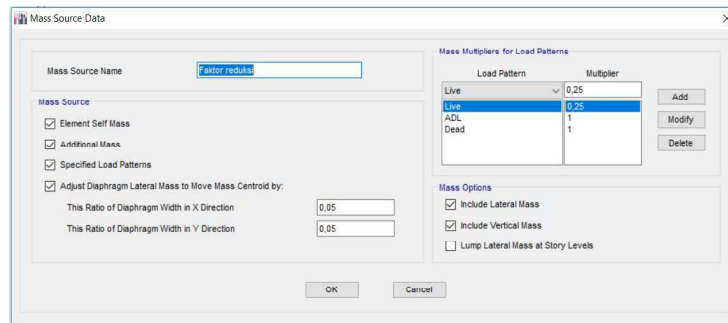 Mass Source Data
Mass Source Name
Faktor reduksi
Mass Source
Element Self Mass
Additional Mass
Specified Load Patterns
Adjust Diaphragm Lateral Mass to Move Mass Centroid by:
This Ratio of Diaphragm Width in X Direction
0,05
This Ratio of Diaphragm Width in Y Direction
0,05
Mass Multipliers for Load Patterns
Load Pattern Multiplier
Live 0,25
Live 0,25
ADL 1
Dead 1
Add
Modify
Delete
Mass Options
Include Lateral Mass
Include Vertical Mass
Lump Lateral Mass at Story Levels
OK Cancel